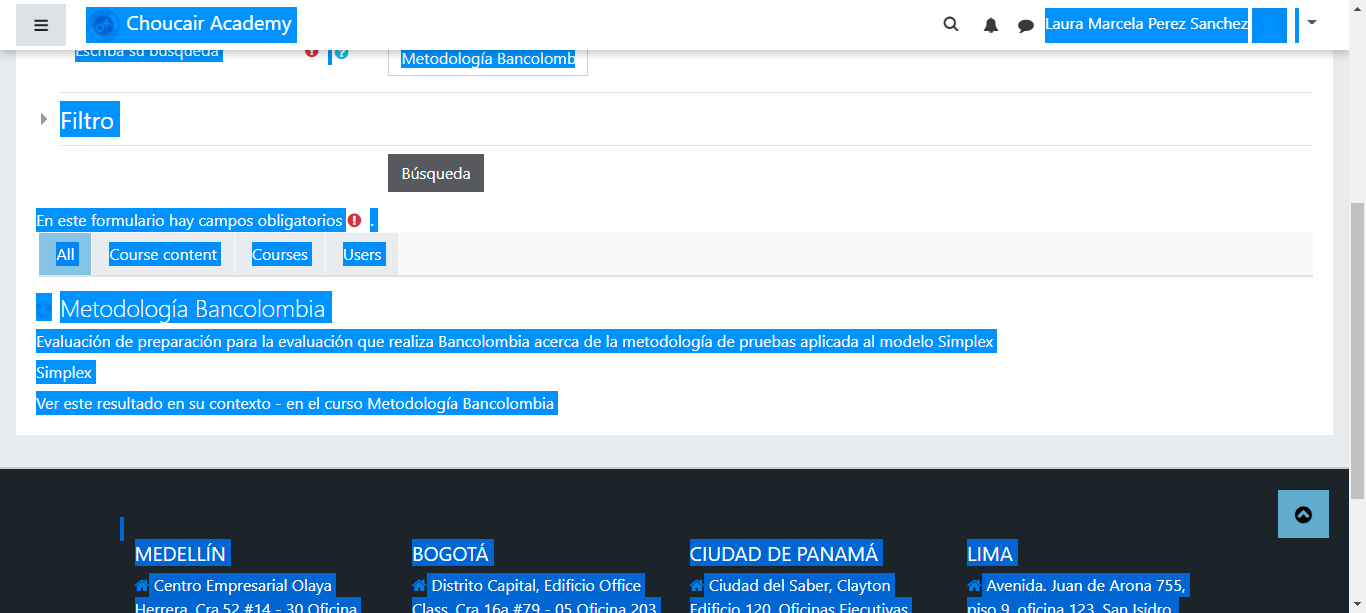 Choucair Academy
Laura Marcela Perez Sanchez
Escriba su búsqueda
Metodología Bancolomb
Filtro
Búsqueda
En este formulario hay campos obligatorios .
All Course content Courses Users
Metodología Bancolombia
Evaluación de preparación para la evaluación que realiza Bancolombia acerca de la metodología de pruebas aplicada al modelo Simplex
Simplex
Ver este resultado en su contexto - en el curso Metodología Bancolombia
MEDELLÍN
Centro Empresarial Olaya
Herrera, Cra 52 #14 - 30 Oficina
BOGOTÁ
Distrito Capital, Edificio Office
Class, Cra 16a #79 - 05 Oficina 203
CIUDAD DE PANAMÁ
Ciudad del Saber, Clayton
Edificio 120, Oficinas Ejecutivas
LIMA
Avenida. Juan de Arona 755,
piso 9, oficina 123, San Isidro